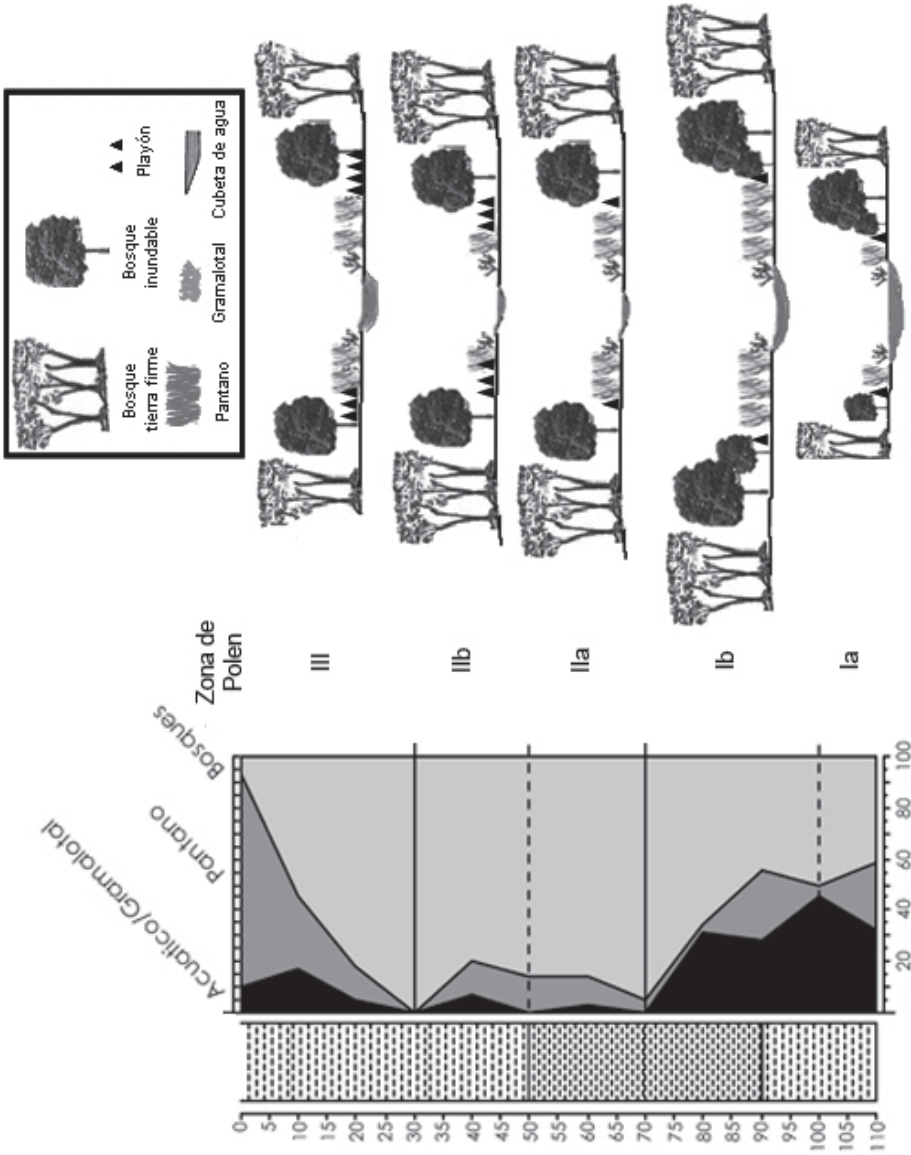 Bosque
tierra firme
Bosque
inundable
Playón
Pantano
Gramalotal
Cubeta de agua
Acuatico/Gramalotal
Pantano
Bosques
Zona de
Polen
III
IIb
IIa
Ib
Ia
0
5
10
15
20
25
30
35
40
45
50
55
60
65
70
75
80
85
90
95
100
105
110
20
40
60
80
100